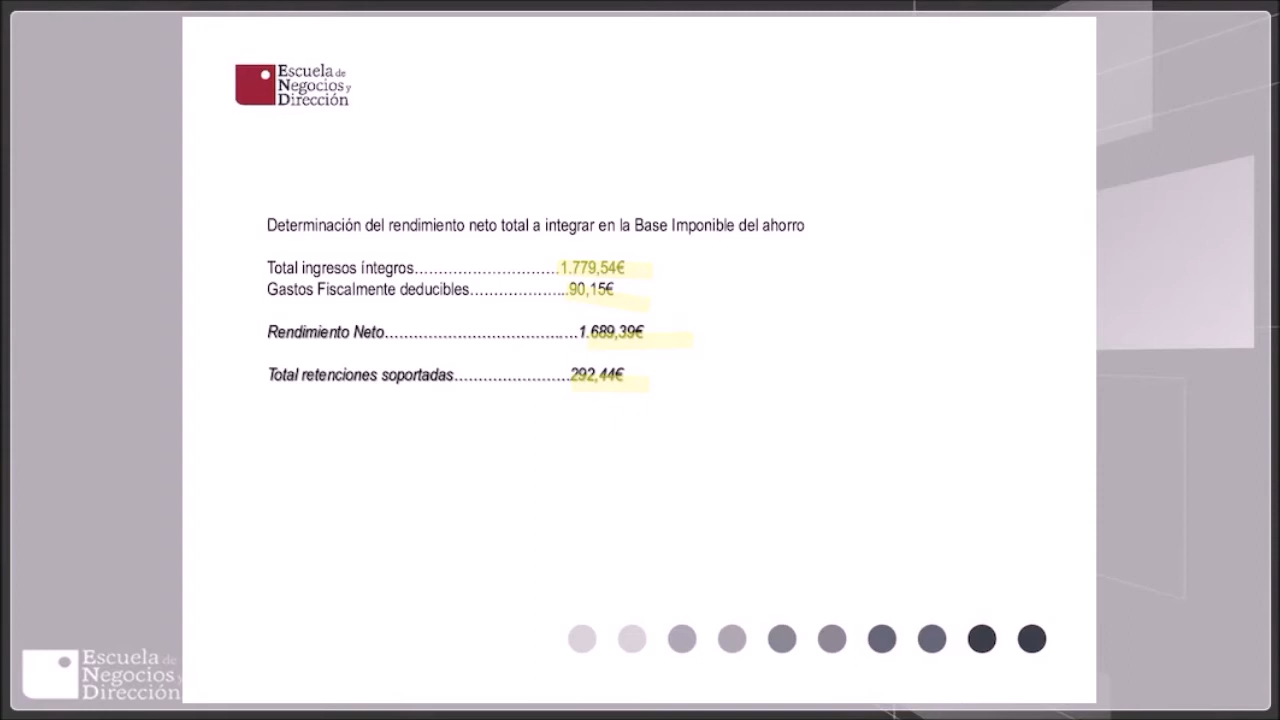 Escuela de
Negocios y
Dirección
Determinación del rendimiento neto total a integrar en la Base Imponible del ahorro
Total ingresos íntegros……………………………1.779,54€
Gastos Fiscalmente deducibles…………………..90,15€
Rendimiento Neto…………………………………..…1.689,39€
Total retenciones soportadas……………………292,44€
Escuela de
Negocios y
Dirección